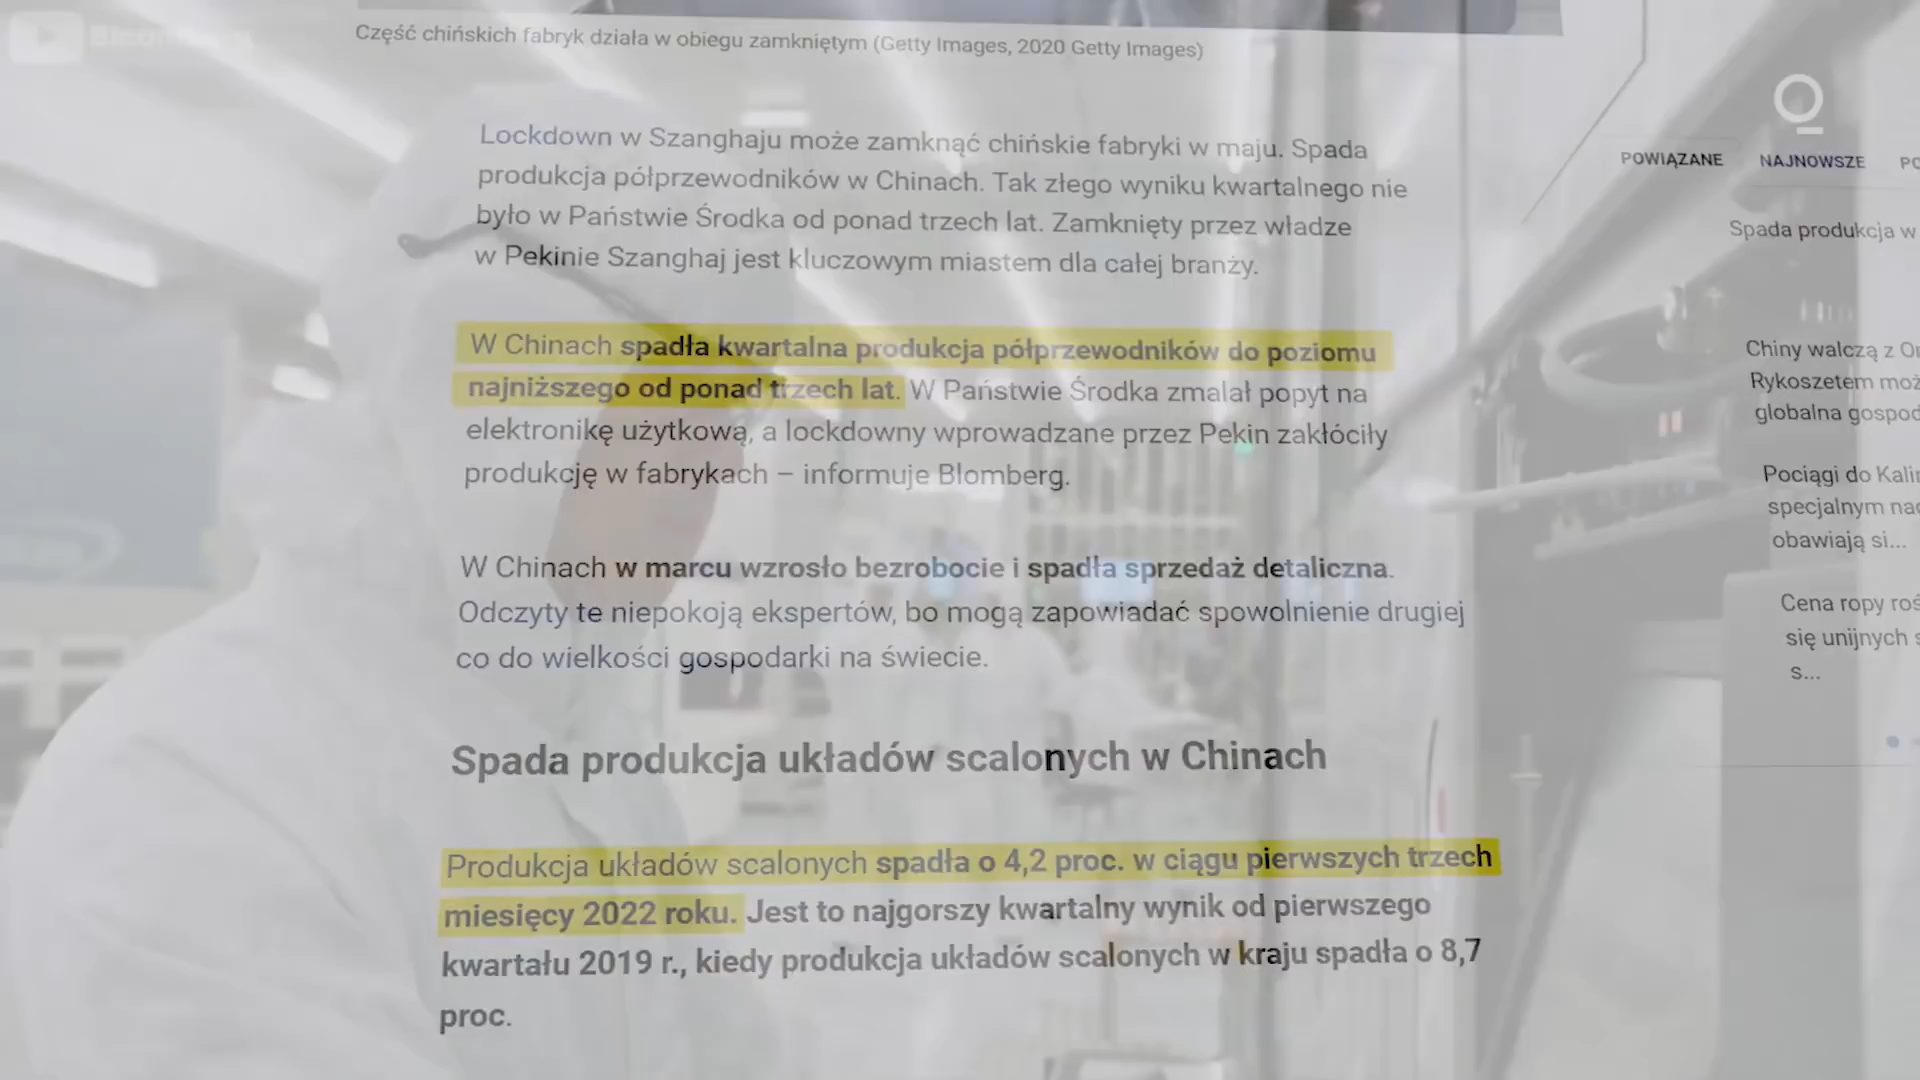 Część chińskich fabryk działa w obiegu zamkniętym (Getty Images, 2020 Getty Images)
Lockdown w Szanghaju może zamknąć chińskie fabryki w maju. Spada
produkcja półprzewodników w Chinach. Tak złego wyniku kwartalnego nie
było w Państwie Środka od ponad trzech lat. Zamknięty przez władze
w Pekinie Szanghaj jest kluczowym miastem dla całej branży.
W Chinach spadła kwartalna produkcja półprzewodników do poziomu
najniższego od ponad trzech lat. W Państwie Środka zmalał popyt na
elektronikę użytkową, a lockdowny wprowadzane przez Pekin zakłóciły
produkcję w fabrykach – informuje Blomberg.
W Chinach w marcu wzrosło bezrobocie i spadła sprzedaż detaliczna.
Odczyty te niepokoją ekspertów, bo mogą zapowiadać spowolnienie drugiej
co do wielkości gospodarki na świecie.
Spada produkcja układów scalonych w Chinach
Produkcja układów scalonych spadła o 4,2 proc. w ciągu pierwszych trzech
miesięcy 2022 roku. Jest to najgorszy kwartalny wynik od pierwszego
kwartału 2019 r., kiedy produkcja układów scalonych w kraju spadła o 8,7
proc.
POWIĄZANE NAJNOWSZE PO
Spada produkcja w
Chiny walczą z Om
Rykoszetem moż
globalna gospod
Pociągi do Kalin
specjalnym nad
obawiają si...
Cena ropy roś
się unijnych s
s...